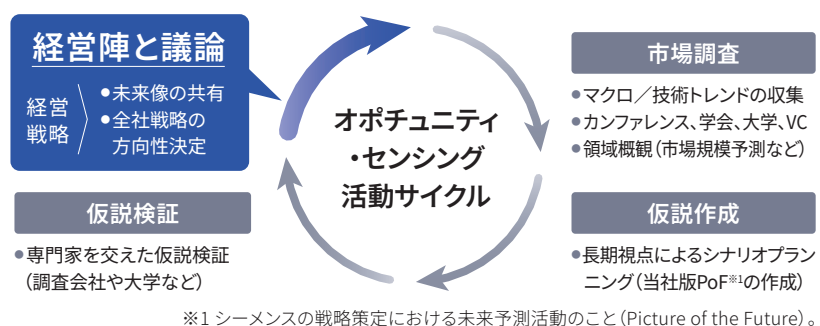 経営陣と議論
経営
戦略
●未来像の共有
●全社戦略の
方向性決定
オポチュニティ
・センシング
活動サイクル
市場調査
●マクロ／技術トレンドの収集
●カンファレンス、学会、大学、VC
●領域概観（市場規模予測など）
仮説作成
●長期視点によるシナリオプラン
ニング（当社版PoF※1の作成）
仮説検証
●専門家を交えた仮説検証
（調査会社や大学など）
※1 シーメンスの戦略策定における未来予測活動のこと（Picture of the Future）。